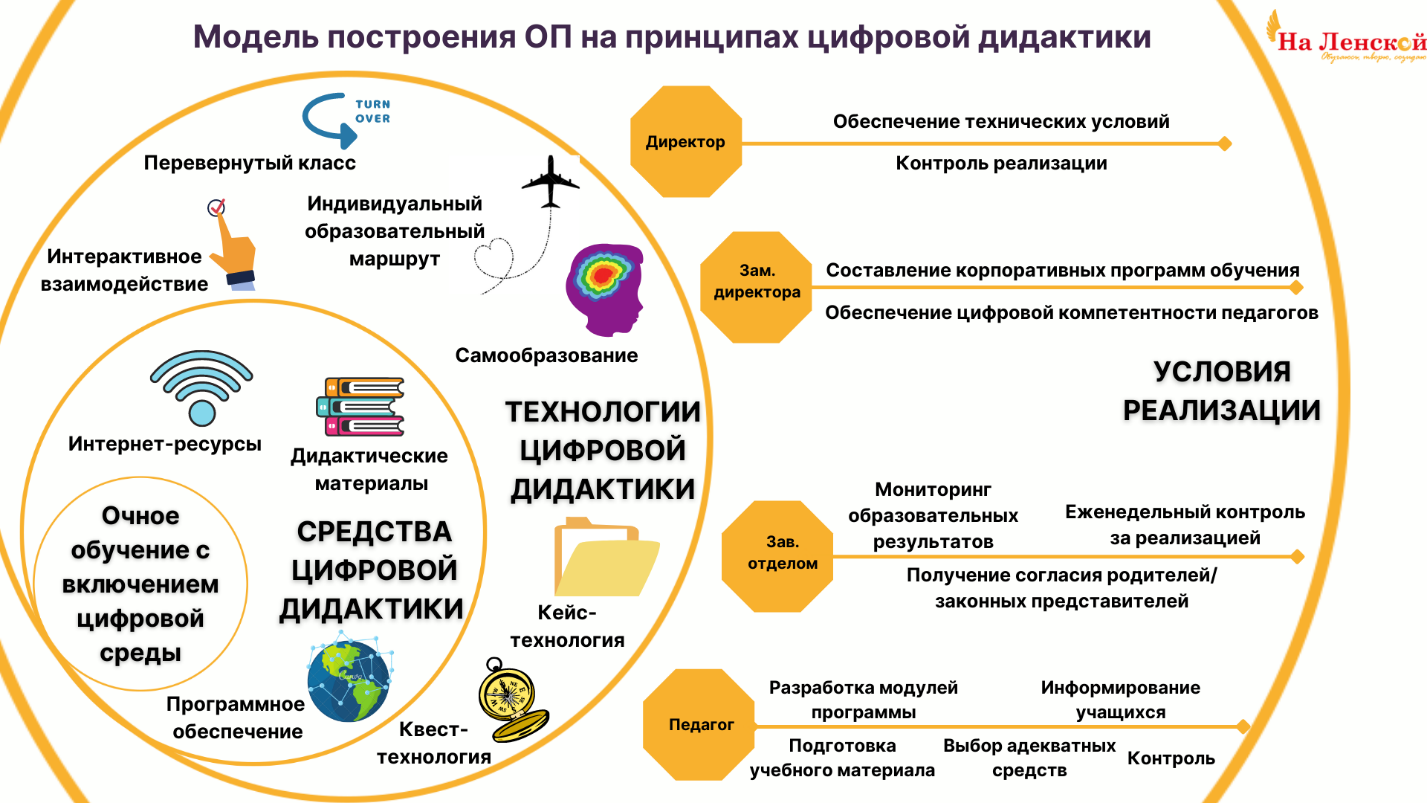 Модель построения ОП на принципах цифровой дидактики
На Ленской
TURN
OVER
Перевернутый класс
Индивидуальный
образовательный
маршрут
Интерактивное
взаимодействие
Самообразование
ТЕХНОЛОГИИ
ЦИФРОВОЙ
ДИДАКТИКИ
Кейс-
технология
Квест-
технология
Интернет-ресурсы
Дидактические
материалы
СРЕДСТВА
ЦИФРОВОЙ
ДИДАКТИКИ
Программное
обеспечение
Очное
обучение с
включением
цифровой
среды
Директор
Обеспечение технических условий
Контроль реализации
Зам.
директора
Составление корпоративных программ обучения
Обеспечение цифровой компетентности педагогов
УСЛОВИЯ
РЕАЛИЗАЦИИ
Зав.
отделом
Мониторинг
образовательных
результатов
Еженедельный контроль
за реализацией
Получение согласия родителей/
законных представителей
Педагог
Разработка модулей
программы
Информирование
учащихся
Подготовка
учебного материала
Выбор адекватных
средств
Контроль